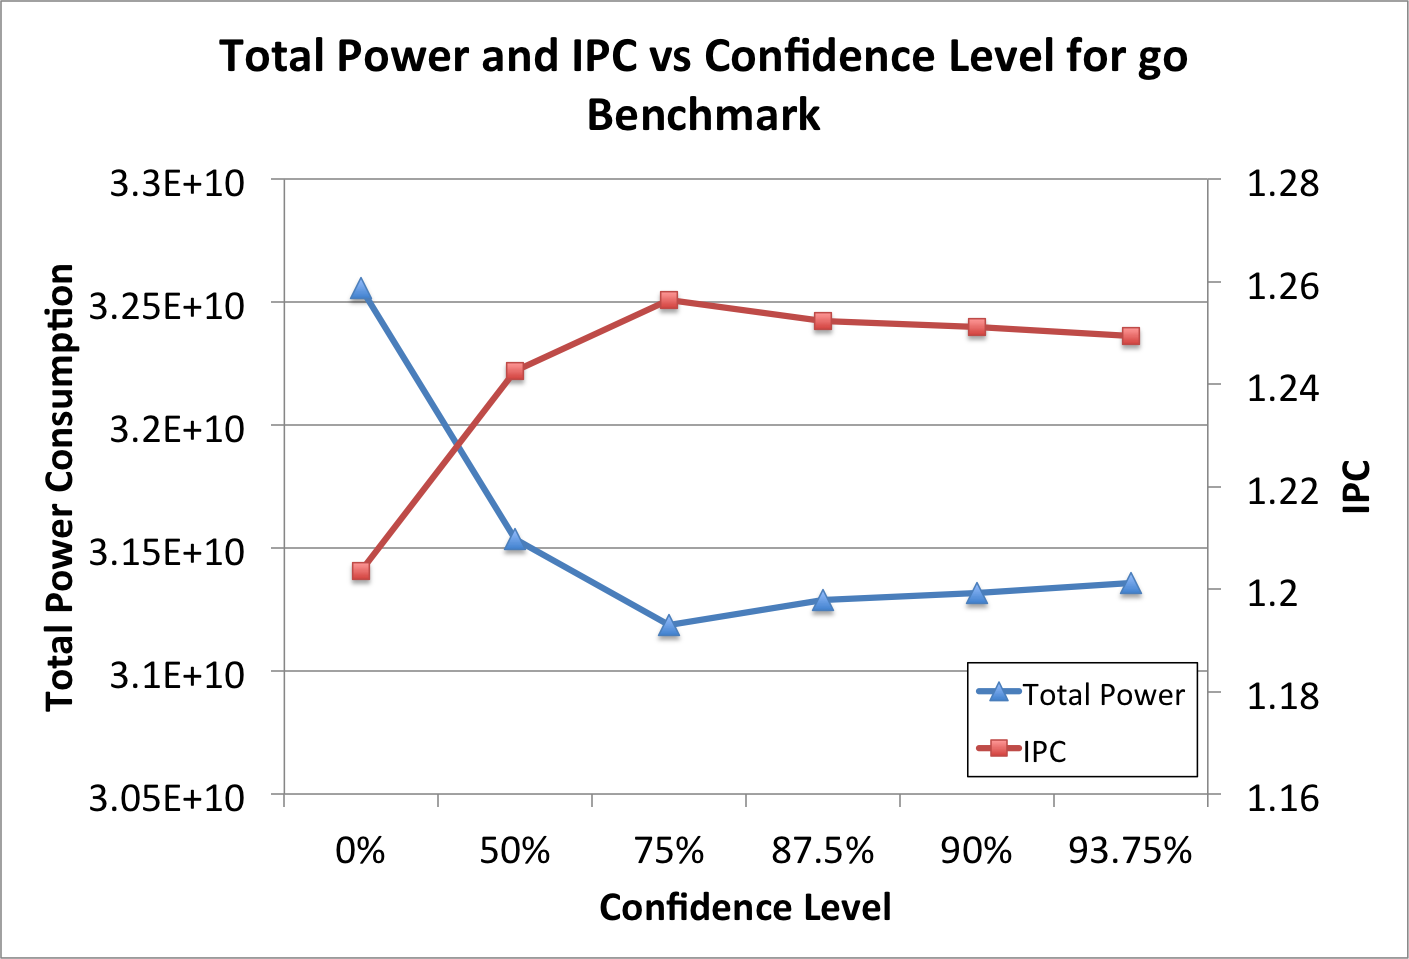 Total Power and IPC vs Confidence Level for go
Benchmark
3.3E+10
3.25E+10
3.2E+10
3.15E+10
3.1E+10
3.05E+10
Total Power Consumption
1.28
1.26
1.24
1.22
1.2
1.18
1.16
IPC
Total Power
IPC
0% 50% 75% 87.5% 90% 93.75%
Confidence Level